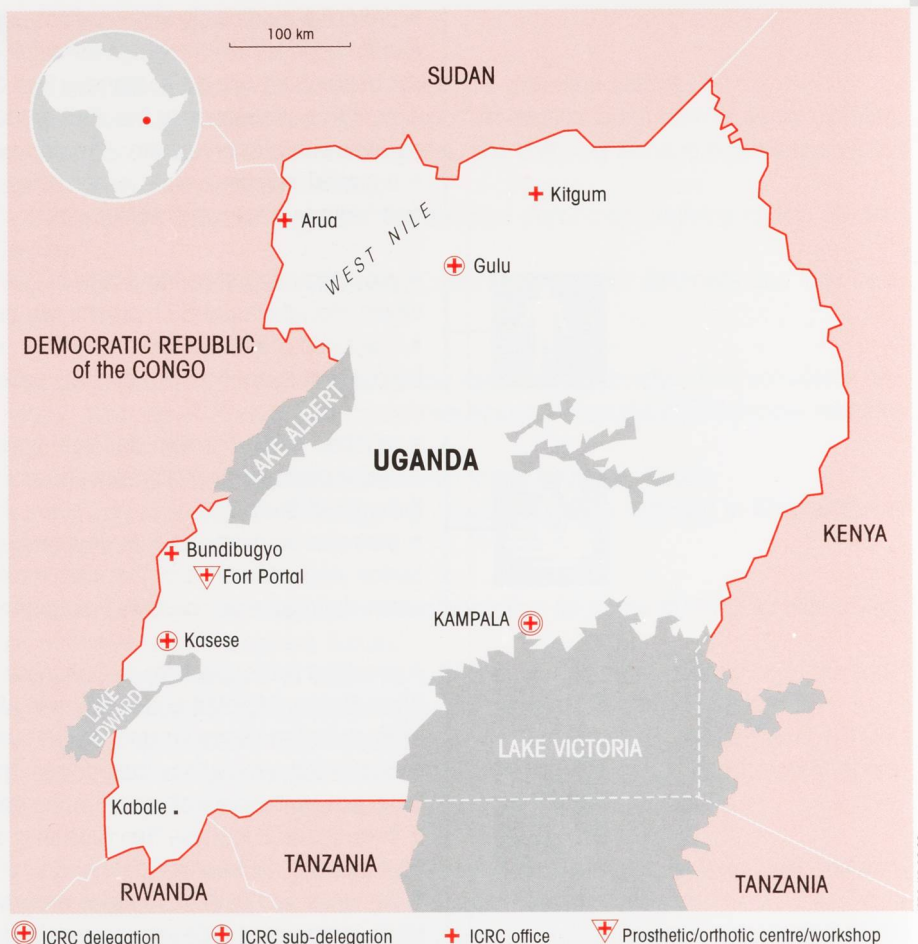 100 km
SUDAN
Kitgum
Arua
WEST NILE
Gulu
DEMOCRATIC REPUBLIC
of the CONGO
LAKE ALBERT
UGANDA
KENYA
Bundibugyo
Fort Portal
KAMPALA
Kasese
LAKE
EDWARD
LAKE VICTORIA
Kabale
TANZANIA
RWANDA
TANZANIA
ICRC delegation
ICRC sub-delegation
ICRC office
Prosthetic/orthotic centre/workshop